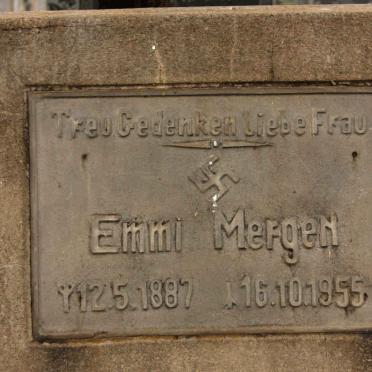 Treu Gedenken Liebe Frau
Emmi Mergen
ᛉ12.5.1887 ᛣ16.10.1955